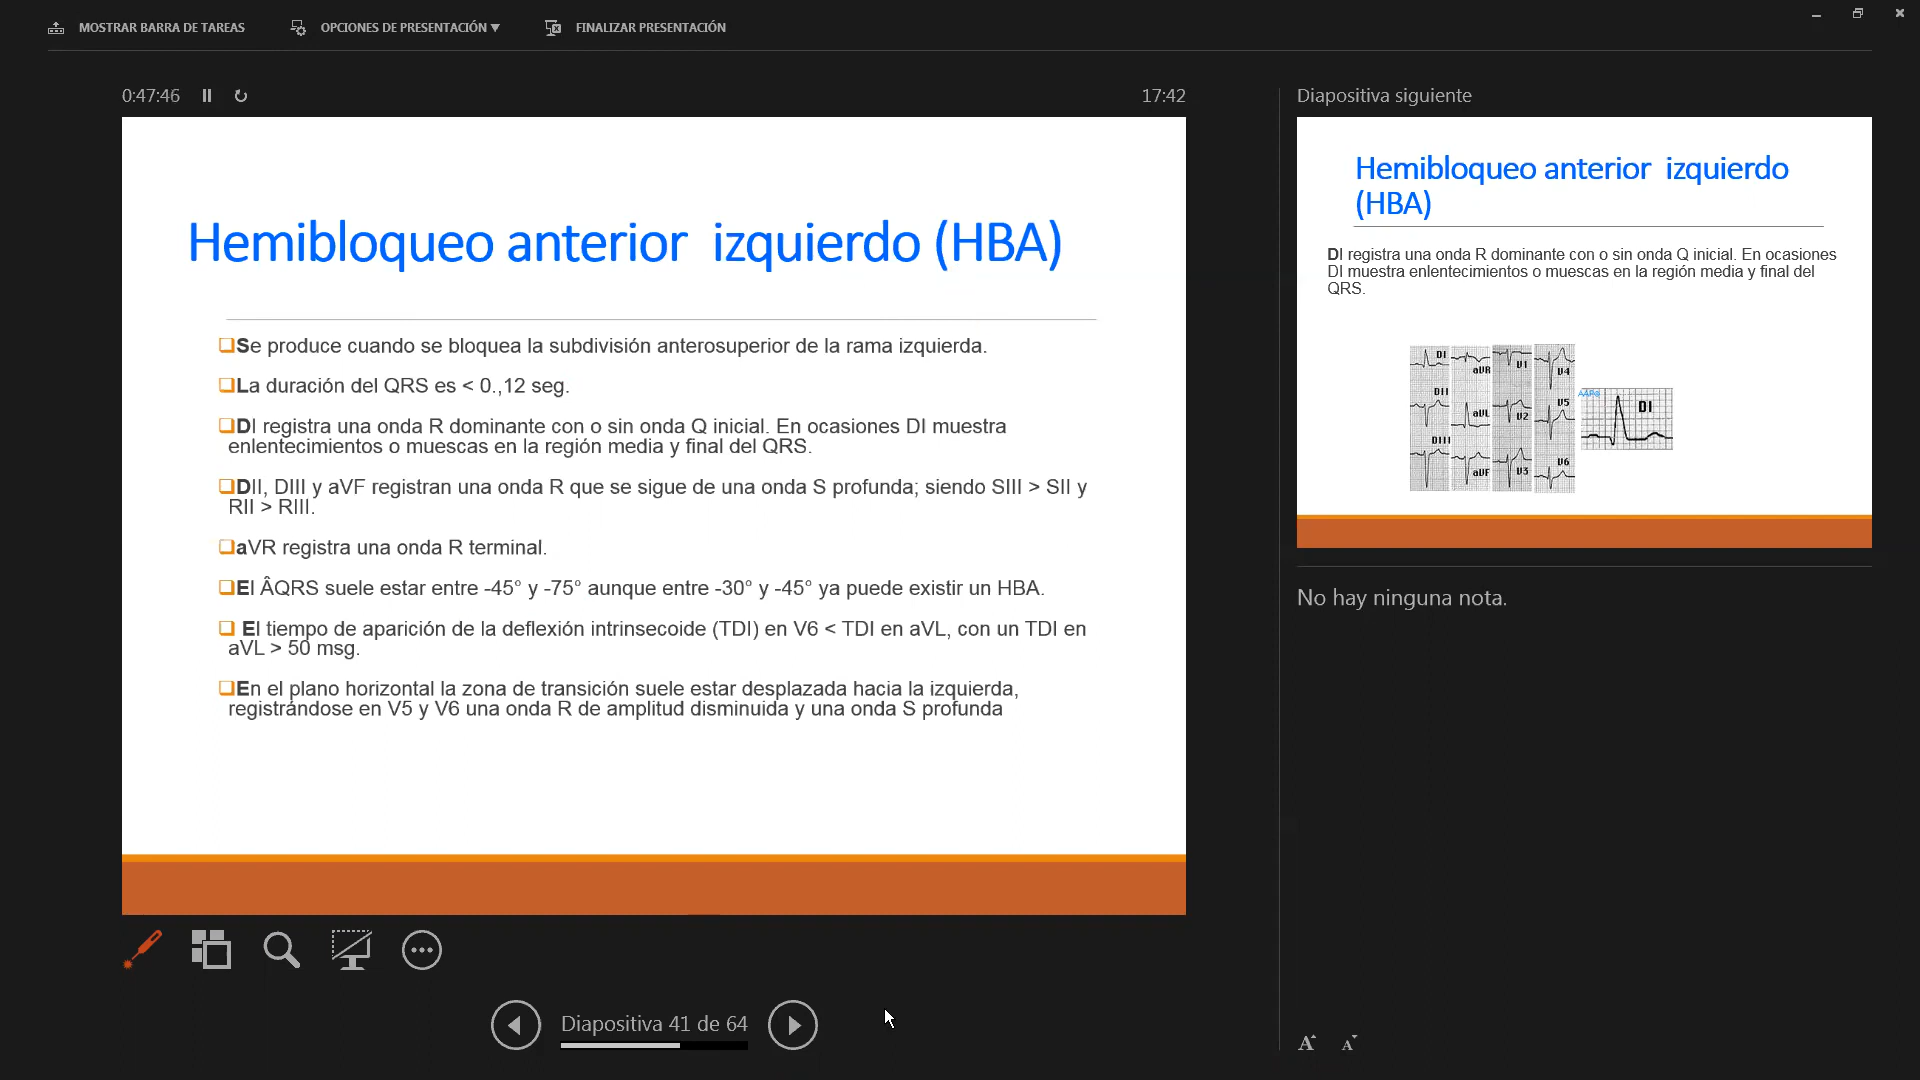 MOSTRAR BARRA DE TAREAS
OPCIONES DE PRESENTACIÓN ▼
FINALIZAR PRESENTACIÓN
0:47:46
17:42
Hemibloqueo anterior  izquierdo (HBA)
Se produce cuando se bloquea la subdivisión anterosuperior de la rama izquierda.
La duración del QRS es < 0.,12 seg.
DI registra una onda R dominante con o sin onda Q inicial. En ocasiones DI muestra
enlentecimientos o muescas en la región media y final del QRS.
DII, DIII y aVF registran una onda R que se sigue de una onda S profunda; siendo SIII > SII y
RII > RIII.
aVR registra una onda R terminal.
El ÂQRS suele estar entre -45° y -75° aunque entre -30° y -45° ya puede existir un HBA.
El tiempo de aparición de la deflexión intrinsecoide (TDI) en V6 < TDI en aVL, con un TDI en
aVL > 50 msg.
En el plano horizontal la zona de transición suele estar desplazada hacia la izquierda,
registrándose en V5 y V6 una onda R de amplitud disminuida y una onda S profunda
Diapositiva 41 de 64
Diapositiva siguiente
Hemibloqueo anterior  izquierdo
(HBA)
DI registra una onda R dominante con o sin onda Q inicial. En ocasiones
DI muestra enlentecimientos o muescas en la región media y final del
QRS.
DI
aVR
V1
V4
DII
aVL
V2
V5
DIII
aVF
V3
V6
DI
No hay ninguna nota.
A A